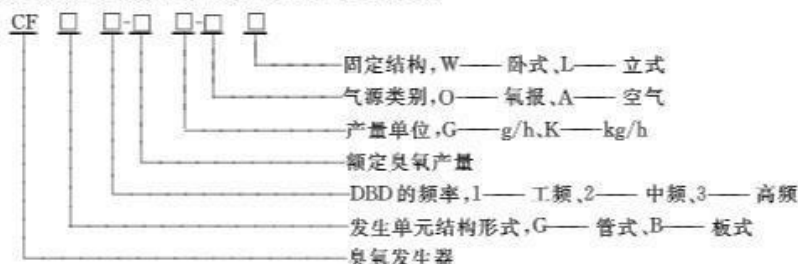 CF □ □-□ □-□ □
固定结构,W—— 卧式、L—— 立式
气源类别,O—— 氧报、A—— 空气
产量单位,G——g/h、K——kg/h
额定臭氧产量
DBD的频率,1—— 工频、2—— 中频、3—— 高频
发生单元结构形式,G—— 管式、B—— 板式
臭氧发生器